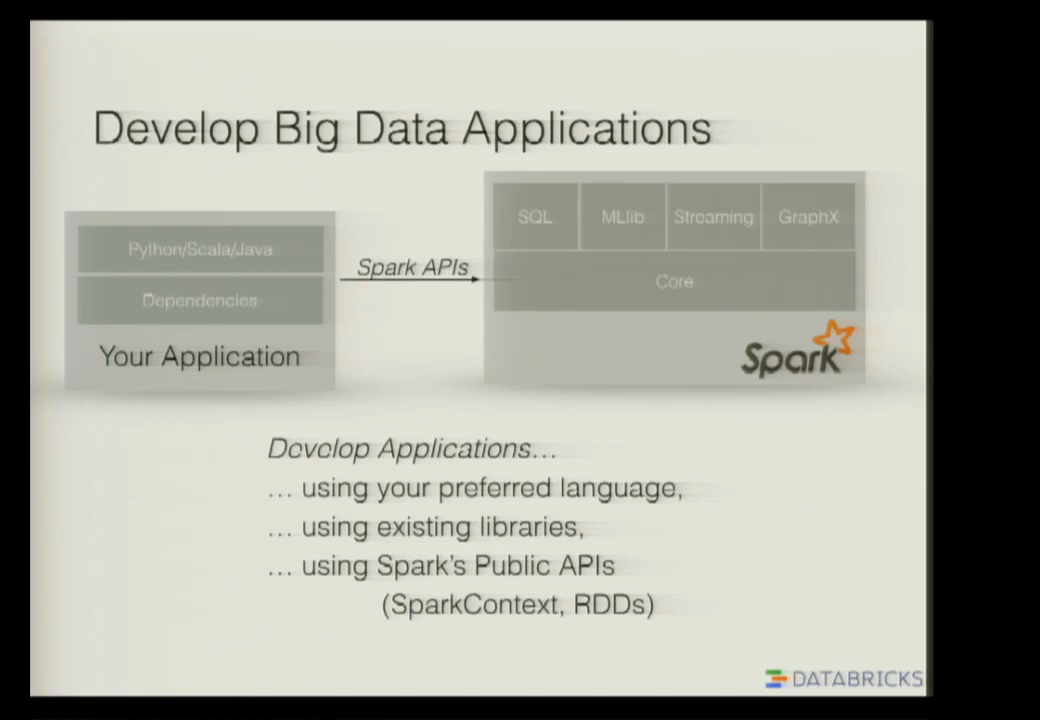 Develop Big Data Applications
Python/Scala/Java
Dependencies
Your Application
Spark APIs
SQL MLlib Streaming GraphX
Core
Spark
Develop Applications...
... using your preferred language,
... using existing libraries,
... using Spark's Public APIs
(SparkContext, RDDs)
DATABRICKS